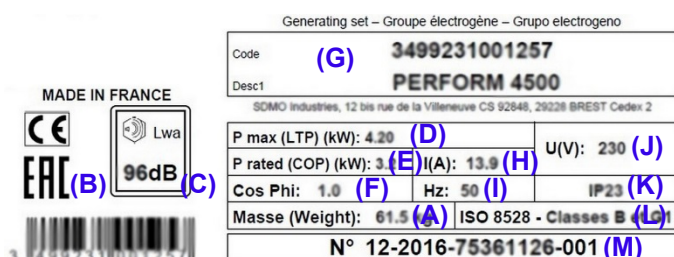 Generating set – Groupe électrogène – Grupo electrogeno
Code (G) 3499231001257
Desc1 PERFORM 4500
SDMO Industries, 12 bis rue de la Villeneuve CS 92848, 29228 BREST Cedex 2
MADE IN FRANCE
CE
Lwa
EAC (B) 96dB (C)
P max (LTP) (kW): 4.20 (D)
U(V): 230 (J)
P rated (COP) (kW): (E) I(A): 13.9 (H)
Cos Phi: 1.0 (F) Hz: 50 (I) IP23 (K)
Masse (Weight): 61.5 (A) ISO 8528 - Classes B (L)
N° 12-2016-75361126-001 (M)